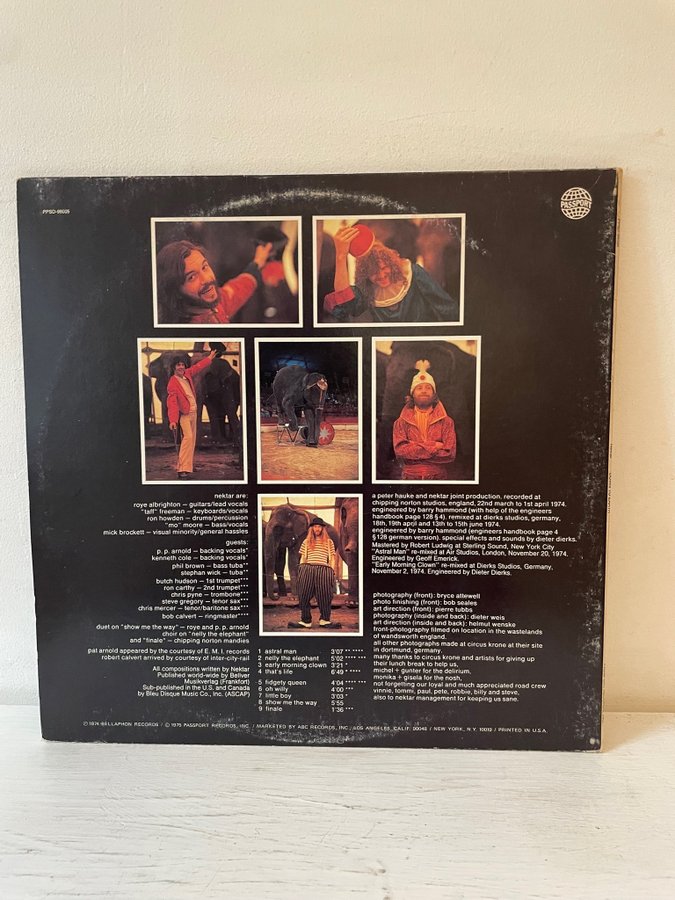 PPSD-98005
PASSPORT
nektar are:
roye albrighton — guitars/lead vocals
"taff" freeman — keyboards/vocals
ron howden — drums/percussion
"mo" moore — bass/vocals
mick brockett — visual minority/general hassles
guests:
p. p. arnold — backing vocals*
kenneth cole — backing vocals*
phil brown — bass tuba**
stephan wick — tuba**
butch hudson — 1st trumpet***
ron carthy — 2nd trumpet***
chris pyne — trombone***
steve gregory — tenor sax***
chris mercer — tenor/baritone sax***
bob calvert — ringmaster****
duet on "show me the way" — roye and p. p. arnold
choir on "nelly the elephant"
and "finale" — chipping norton mandies
pat arnold appeared by the courtesy of E. M. I. records
robert calvert arrived by courtesy of inter-city-rail
All compositions written by Nektar
Published world-wide by Bellver
Musikverlag (Frankfurt)
Sub-published in the U.S. and Canada
by Bleu Disque Music Co., Inc. (ASCAP)
1 astral man 3'07 **** ****
2 nelly the elephant 5'02 **** ***
3 early morning clown 3'21 *
4 that's life 6'49 * ****
5 fidgety queen 4'04 **** ***
6 oh willy 4'00 ***
7 little boy 3'03 *
8 show me the way 5'55
9 finale 1'36 ***
a peter hauke and nektar joint production. recorded at
chipping norton studios, england, 22nd march to 1st april 1974.
engineered by barry hammond (with help of the engineers
handbook page 128 § 4). remixed at dierks studios, germany,
18th, 19th april and 13th to 15th june 1974.
engineered by barry hammond (engineers handbook page 4
§ 128 german version). special effects and sounds by dieter dierks.
Mastered by Robert Ludwig at Sterling Sound, New York City
"Astral Man" re-mixed at Air Studios, London, November 20, 1974.
Engineered by Geoff Emerick.
"Early Morning Clown" re-mixed at Dierks Studios, Germany,
November 2, 1974. Engineered by Dieter Dierks.
photography (front): bryce attewell
photo finishing (front): bob seales
art direction (front): pierre tubbs
photography (inside and back): dieter weis
art direction (inside and back): helmut wenske
front-photography filmed on location in the wastelands
of wandsworth england.
all other photographs made at circus krone at their site
in dortmund, germany.
many thanks to circus krone and artists for giving up
their lunch break to help us,
michel + gunter for the delirium,
monika + gisela for the nosh,
not forgetting our loyal and much appreciated road crew
vinnie, tommi, paul, pete, robbie, billy and steve,
also to nektar management for keeping us sane.
Ⓟ 1974 BELLAPHON RECORDS / © 1975 PASSPORT RECORDS, INC. / MARKETED BY ABC RECORDS, INC., LOS ANGELES, CALIF. 90048 / NEW YORK, N.Y. 10019 / PRINTED IN U.S.A.